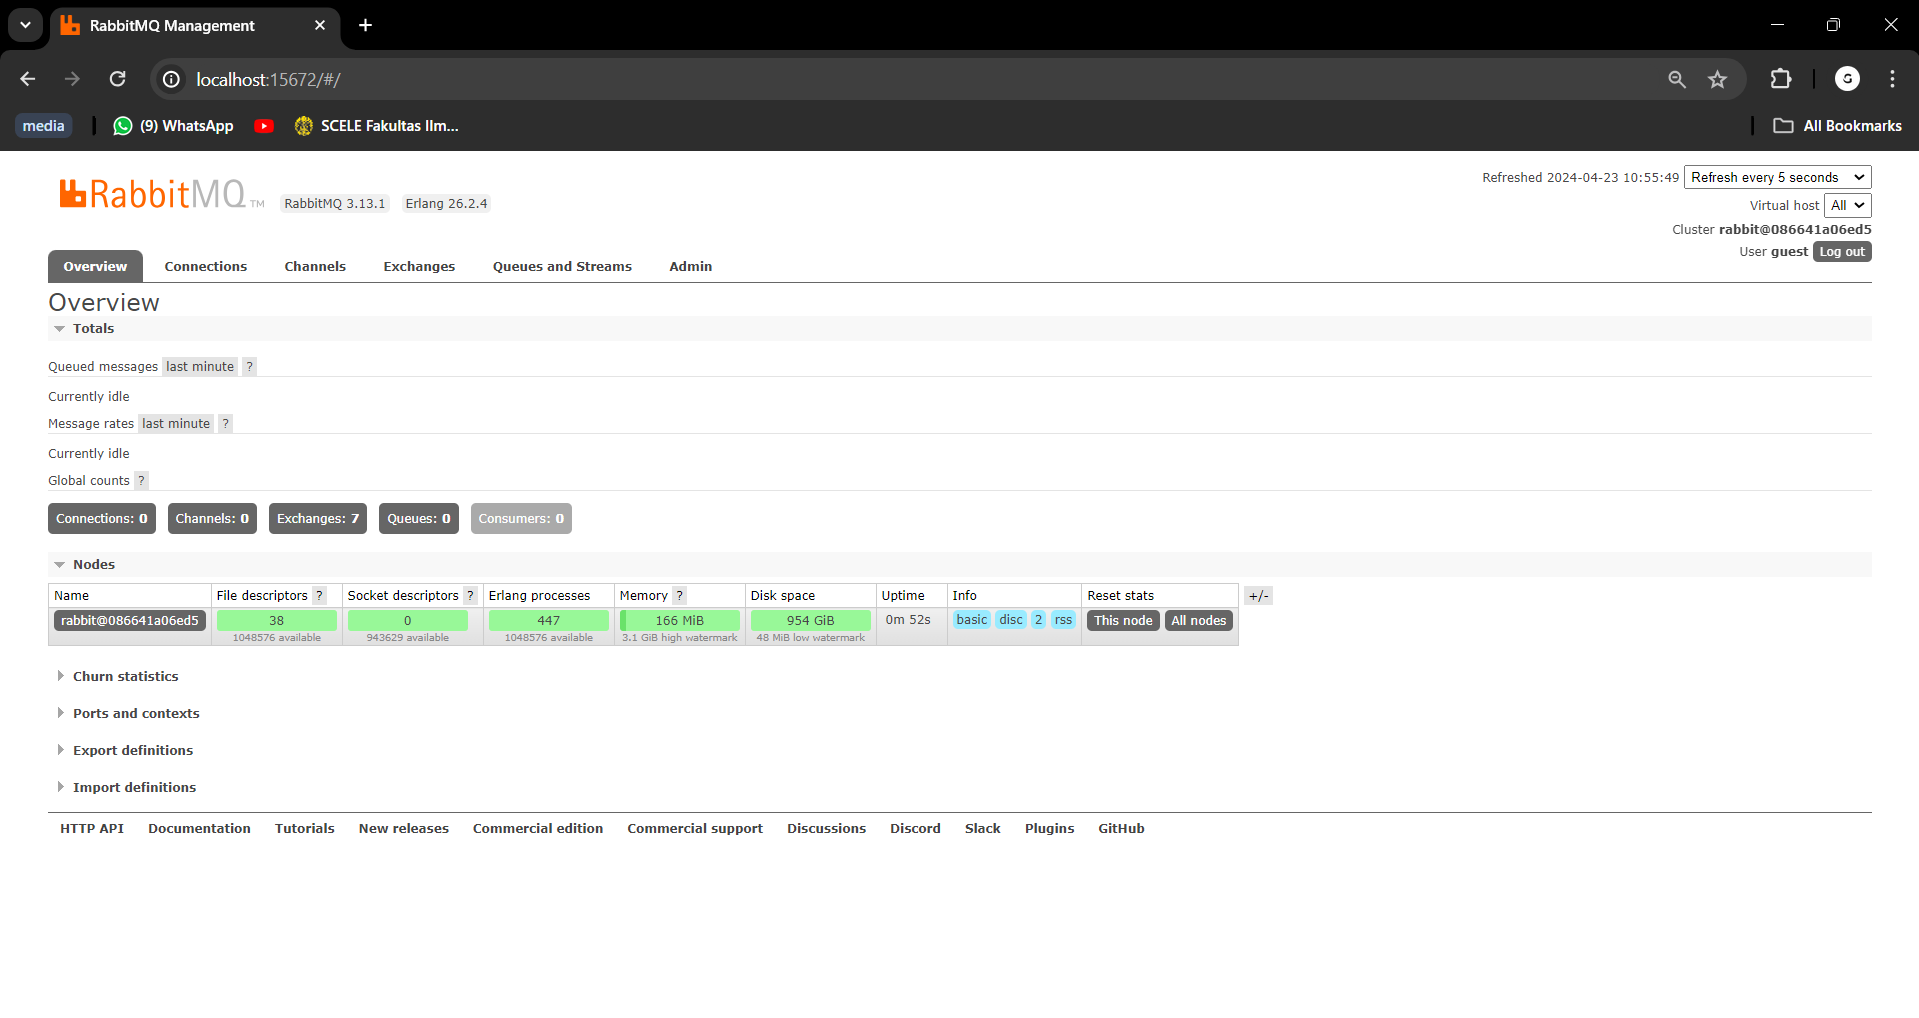 RabbitMQ Management
localhost:15672/#/
media
(9) WhatsApp
SCELE Fakultas Ilm...
All Bookmarks
RabbitMQ TM
RabbitMQ 3.13.1
Erlang 26.2.4
Refreshed 2024-04-23 10:55:49 Refresh every 5 seconds
Virtual host All
Cluster rabbit@086641a06ed5
User guest Log out
Overview Connections Channels Exchanges Queues and Streams Admin
Overview
Totals
Queued messages last minute ?
Currently idle
Message rates last minute ?
Currently idle
Global counts ?
Connections: 0 Channels: 0 Exchanges: 7 Queues: 0 Consumers: 0
Nodes
Name File descriptors ? Socket descriptors ? Erlang processes Memory ? Disk space Uptime Info Reset stats +/-
rabbit@086641a06ed5 38 0 447 166 MiB 954 GiB 0m 52s basic disc 2 rss This node All nodes
1048576 available 943629 available 1048576 available 3.1 GiB high watermark 48 MiB low watermark
Churn statistics
Ports and contexts
Export definitions
Import definitions
HTTP API Documentation Tutorials New releases Commercial edition Commercial support Discussions Discord Slack Plugins GitHub